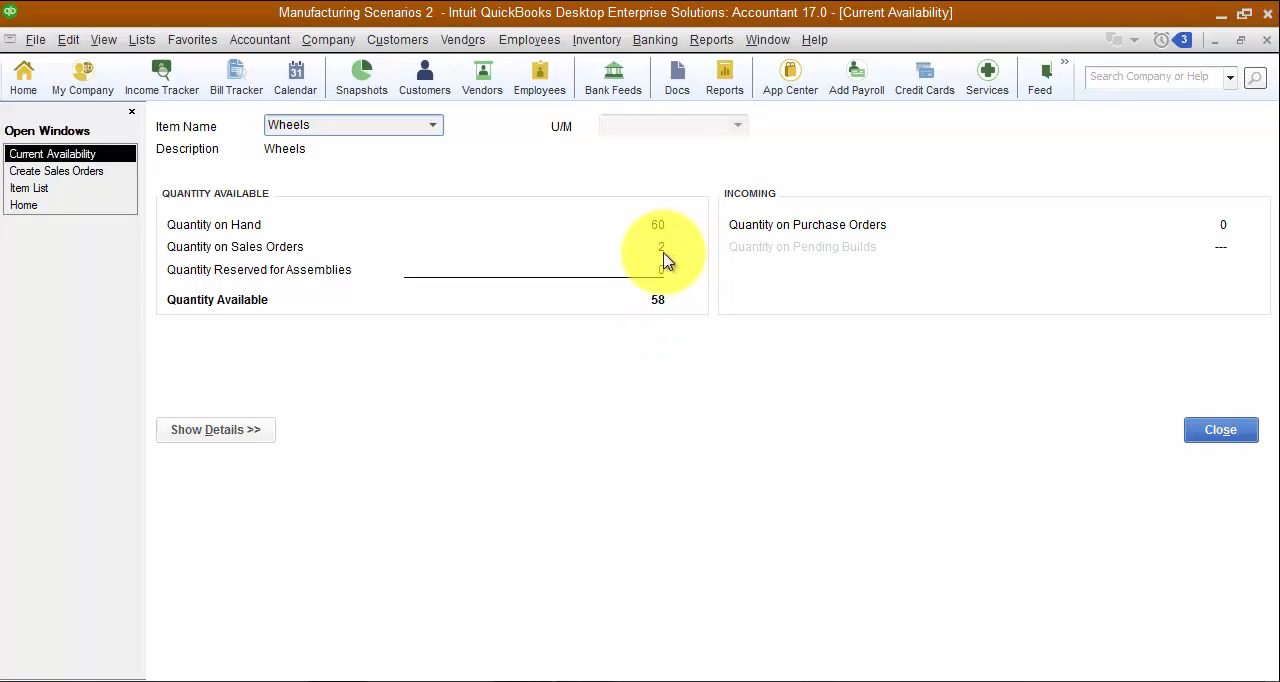 Manufacturing Scenarios 2 - Intuit QuickBooks Desktop Enterprise Solutions: Accountant 17.0 - [Current Availability]
File Edit View Lists Favorites Accountant Company Customers Vendors Employees Inventory Banking Reports Window Help 3
Home My Company Income Tracker Bill Tracker Calendar Snapshots Customers Vendors Employees Bank Feeds Docs Reports App Center Add Payroll Credit Cards Services Feed Search Company or Help
Open Windows
Current Availability
Create Sales Orders
Item List
Home
Item Name Wheels U/M
Description Wheels
QUANTITY AVAILABLE
Quantity on Hand 60
Quantity on Sales Orders 2
Quantity Reserved for Assemblies 0
Quantity Available 58
INCOMING
Quantity on Purchase Orders 0
Quantity on Pending Builds ---
Show Details >>
Close